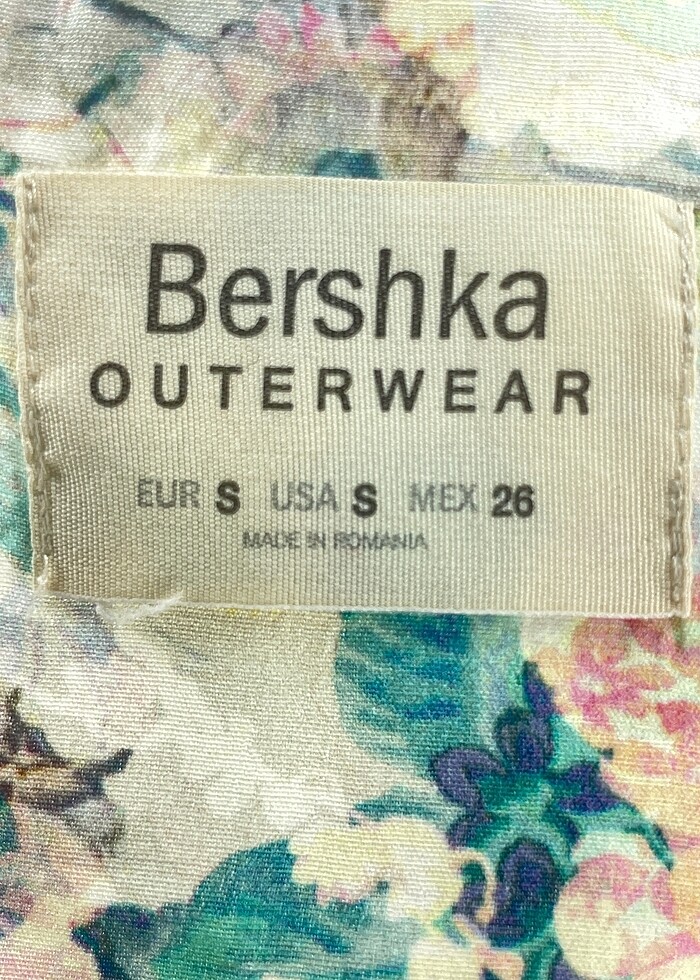 Bershka
OUTERWEAR
EUR S USA S MEX 26
MADE IN ROMANIA